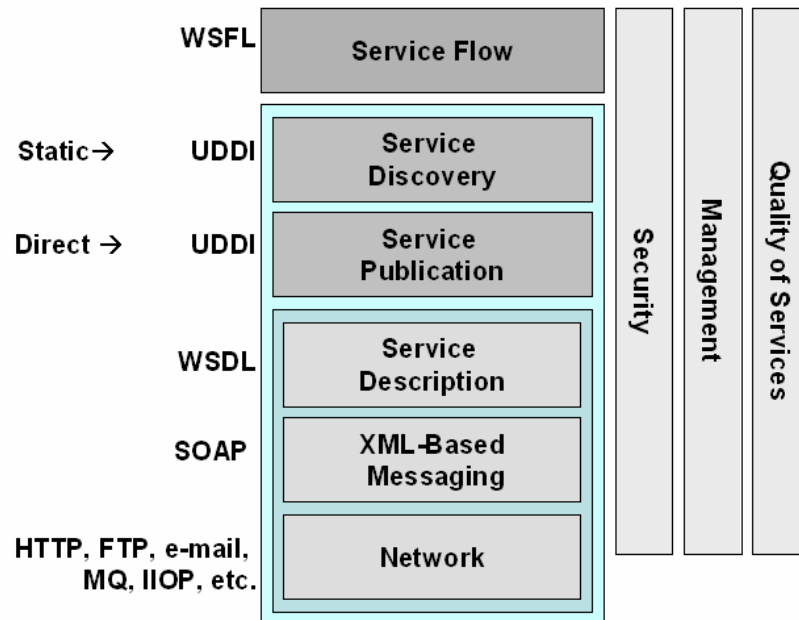 WSFL
Service Flow
Static→
UDDI
Service
Discovery
Direct →
UDDI
Service
Publication
WSDL
Service
Description
SOAP
XML-Based
Messaging
HTTP, FTP, e-mail,
MQ, IIOP, etc.
Network
Security
Management
Quality of Services